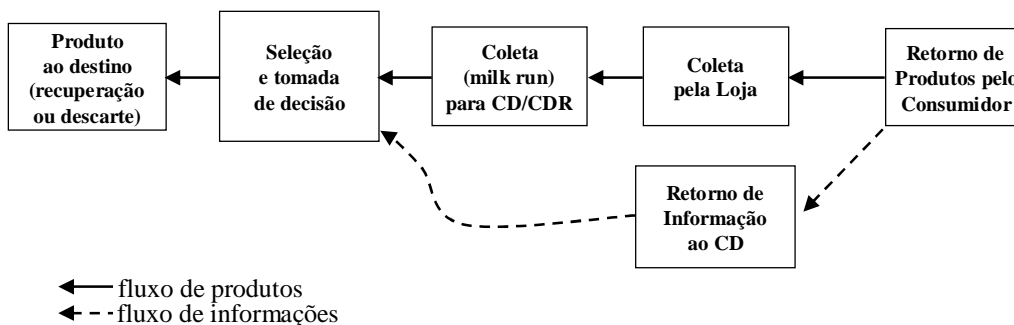 Produto
ao destino
(recuperação
ou descarte)
Seleção
e tomada
de decisão
Coleta
(milk run)
para CD/CDR
Coleta
pela Loja
Retorno de
Produtos pelo
Consumidor
Retorno de
Informação
ao CD
fluxo de produtos
fluxo de informações